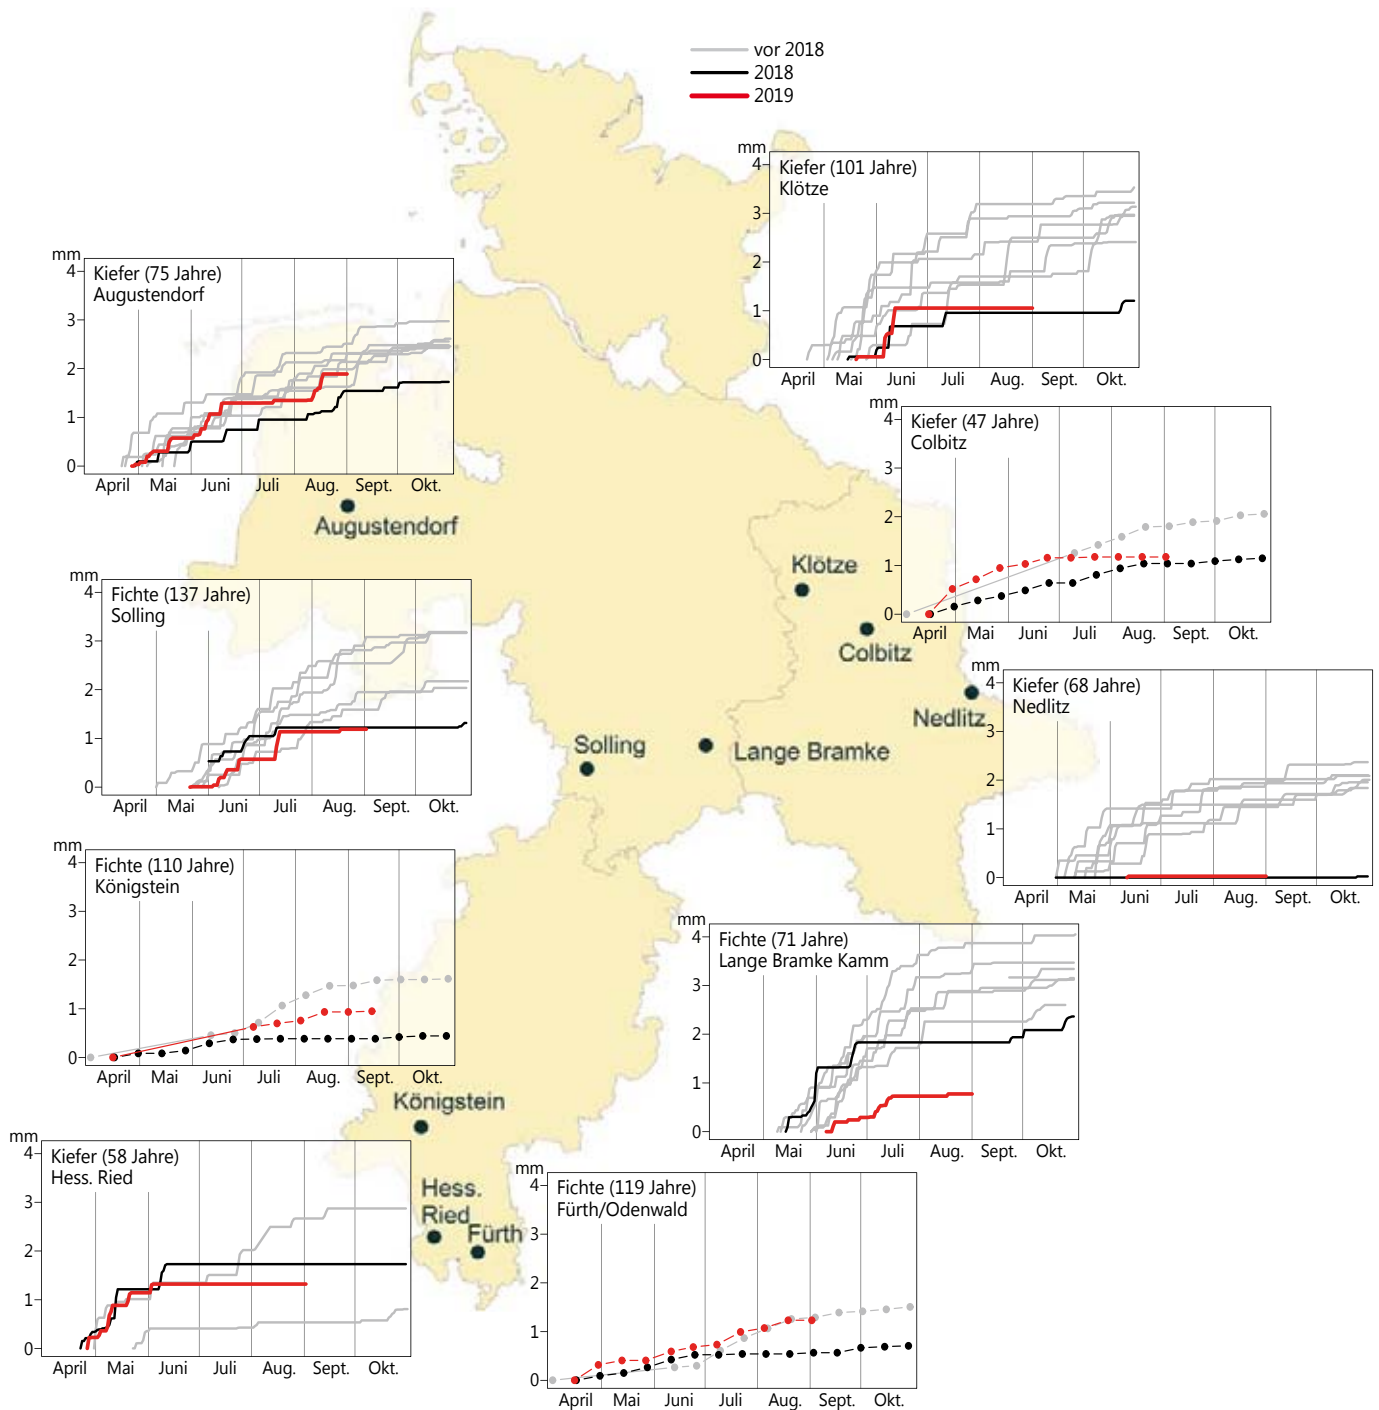 vor 2018
2018
2019
mm
4
3
2
1
0
Kiefer (101 Jahre)
Klötze
April Mai Juni Juli Aug. Sept. Okt.
mm
4
3
2
1
0
Kiefer (75 Jahre)
Augustendorf
April Mai Juni Juli Aug. Sept. Okt.
mm
4
3
2
1
0
Kiefer (47 Jahre)
Colbitz
April Mai Juni Juli Aug. Sept. Okt.
Augustendorf
Klötze
Colbitz
Nedlitz
Solling
Lange Bramke
mm
4
3
2
1
0
Fichte (137 Jahre)
Solling
April Mai Juni Juli Aug. Sept. Okt.
mm
4
3
2
1
0
Kiefer (68 Jahre)
Nedlitz
April Mai Juni Juli Aug. Sept. Okt.
mm
4
3
2
1
0
Fichte (110 Jahre)
Königstein
April Mai Juni Juli Aug. Sept. Okt.
mm
4
3
2
1
0
Fichte (71 Jahre)
Lange Bramke Kamm
April Mai Juni Juli Aug. Sept. Okt.
Königstein
Hess.
Ried
Fürth
mm
4
3
2
1
0
Kiefer (58 Jahre)
Hess. Ried
April Mai Juni Juli Aug. Sept. Okt.
mm
4
3
2
1
0
Fichte (119 Jahre)
Fürth/Odenwald
April Mai Juni Juli Aug. Sept. Okt.